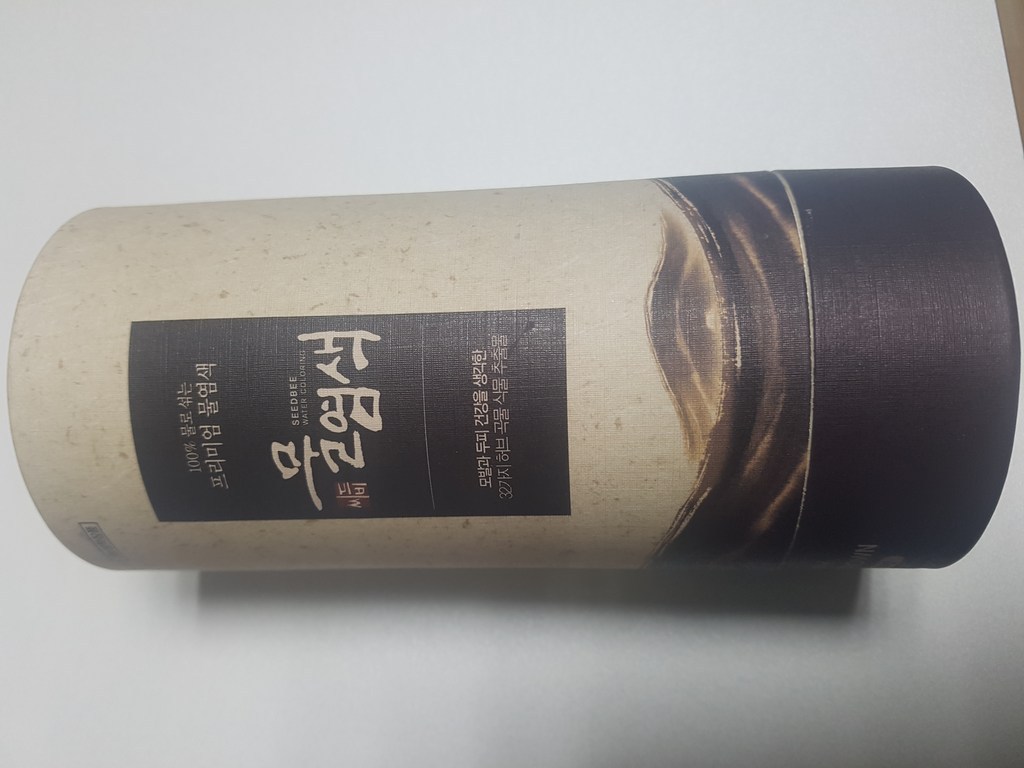 100% 물로 섞는
프리미엄 물염색
SEEDBEE
WATER COLORING
씨드비
물염색
모발과 두피 건강을 생각한
32가지 허브 곡물 식물 추출물